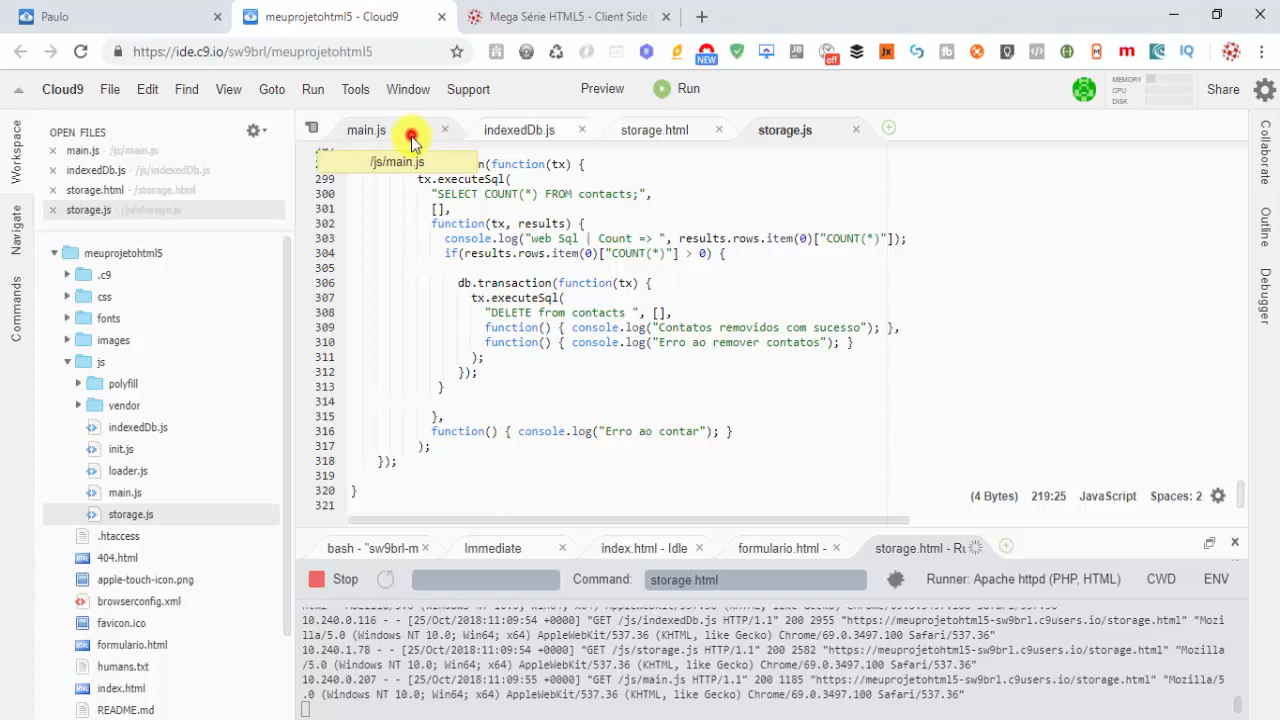 Paulo
meuprojetohtml5 - Cloud9
Mega Série HTML5 - Client Side
https://ide.c9.io/sw9brl/meuprojetohtml5
NEW
off
Cloud9 File Edit Find View Goto Run Tools Window Support Preview Run
MEMORY
CPU
DISK
Share
Workspace
Navigate
Commands
OPEN FILES
main.js - /js/main.js
indexedDb.js - /js/indexedDb.js
storage.html - /storage.html
storage.js - /js/storage.js
meuprojetohtml5
.c9
css
fonts
images
js
polyfill
vendor
indexedDb.js
init.js
loader.js
main.js
storage.js
.htaccess
404.html
apple-touch-icon.png
browserconfig.xml
favicon.ico
formulario.html
humans.txt
index.html
README.md
main.js
indexedDb.js
storage.html
storage.js
/js/main.js
n(function(tx) {
299 tx.executeSql(
300 "SELECT COUNT(*) FROM contacts;",
301 [],
302 function(tx, results) {
303 console.log("web Sql | Count => ", results.rows.item(0)["COUNT(*)"]);
304 if(results.rows.item(0)["COUNT(*)"] > 0) {
305
306 db.transaction(function(tx) {
307 tx.executeSql(
308 "DELETE from contacts ", [],
309 function() { console.log("Contatos removidos com sucesso"); },
310 function() { console.log("Erro ao remover contatos"); }
311 );
312 });
313 }
314
315 },
316 function() { console.log("Erro ao contar"); }
317 );
318 });
319
320 }
321
(4 Bytes) 219:25 JavaScript Spaces: 2
Collaborate
Outline
Debugger
bash - "sw9brl-m
Immediate
index.html - Idle
formulario.html -
storage.html - Ru
Stop
Command: storage.html
Runner: Apache httpd (PHP, HTML) CWD ENV
10.240.0.116 - - [25/Oct/2018:11:09:54 +0000] "GET /js/indexedDb.js HTTP/1.1" 200 2955 "https://meuprojetohtml5-sw9brl.c9users.io/storage.html" "Mozi
lla/5.0 (Windows NT 10.0; Win64; x64) AppleWebKit/537.36 (KHTML, like Gecko) Chrome/69.0.3497.100 Safari/537.36"
10.240.1.78 - - [25/Oct/2018:11:09:54 +0000] "GET /js/storage.js HTTP/1.1" 200 2582 "https://meuprojetohtml5-sw9brl.c9users.io/storage.html" "Mozilla
/5.0 (Windows NT 10.0; Win64; x64) AppleWebKit/537.36 (KHTML, like Gecko) Chrome/69.0.3497.100 Safari/537.36"
10.240.0.207 - - [25/Oct/2018:11:09:55 +0000] "GET /js/main.js HTTP/1.1" 200 1185 "https://meuprojetohtml5-sw9brl.c9users.io/storage.html" "Mozilla/5
.0 (Windows NT 10.0; Win64; x64) AppleWebKit/537.36 (KHTML, like Gecko) Chrome/69.0.3497.100 Safari/537.36"